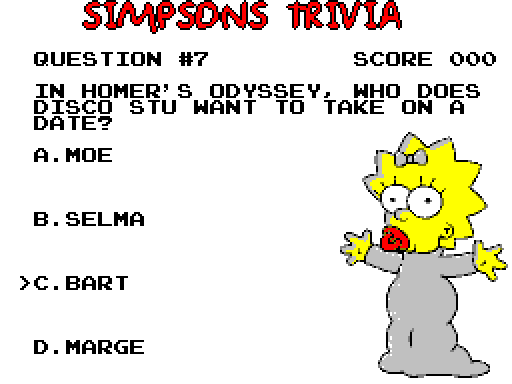 SIMPSONS TRIVIA
QUESTION #7 SCORE 000
IN HOMER'S ODYSSEY, WHO DOES
DISCO STU WANT TO TAKE ON A
DATE?
A.MOE
B.SELMA
>C.BART
D.MARGE